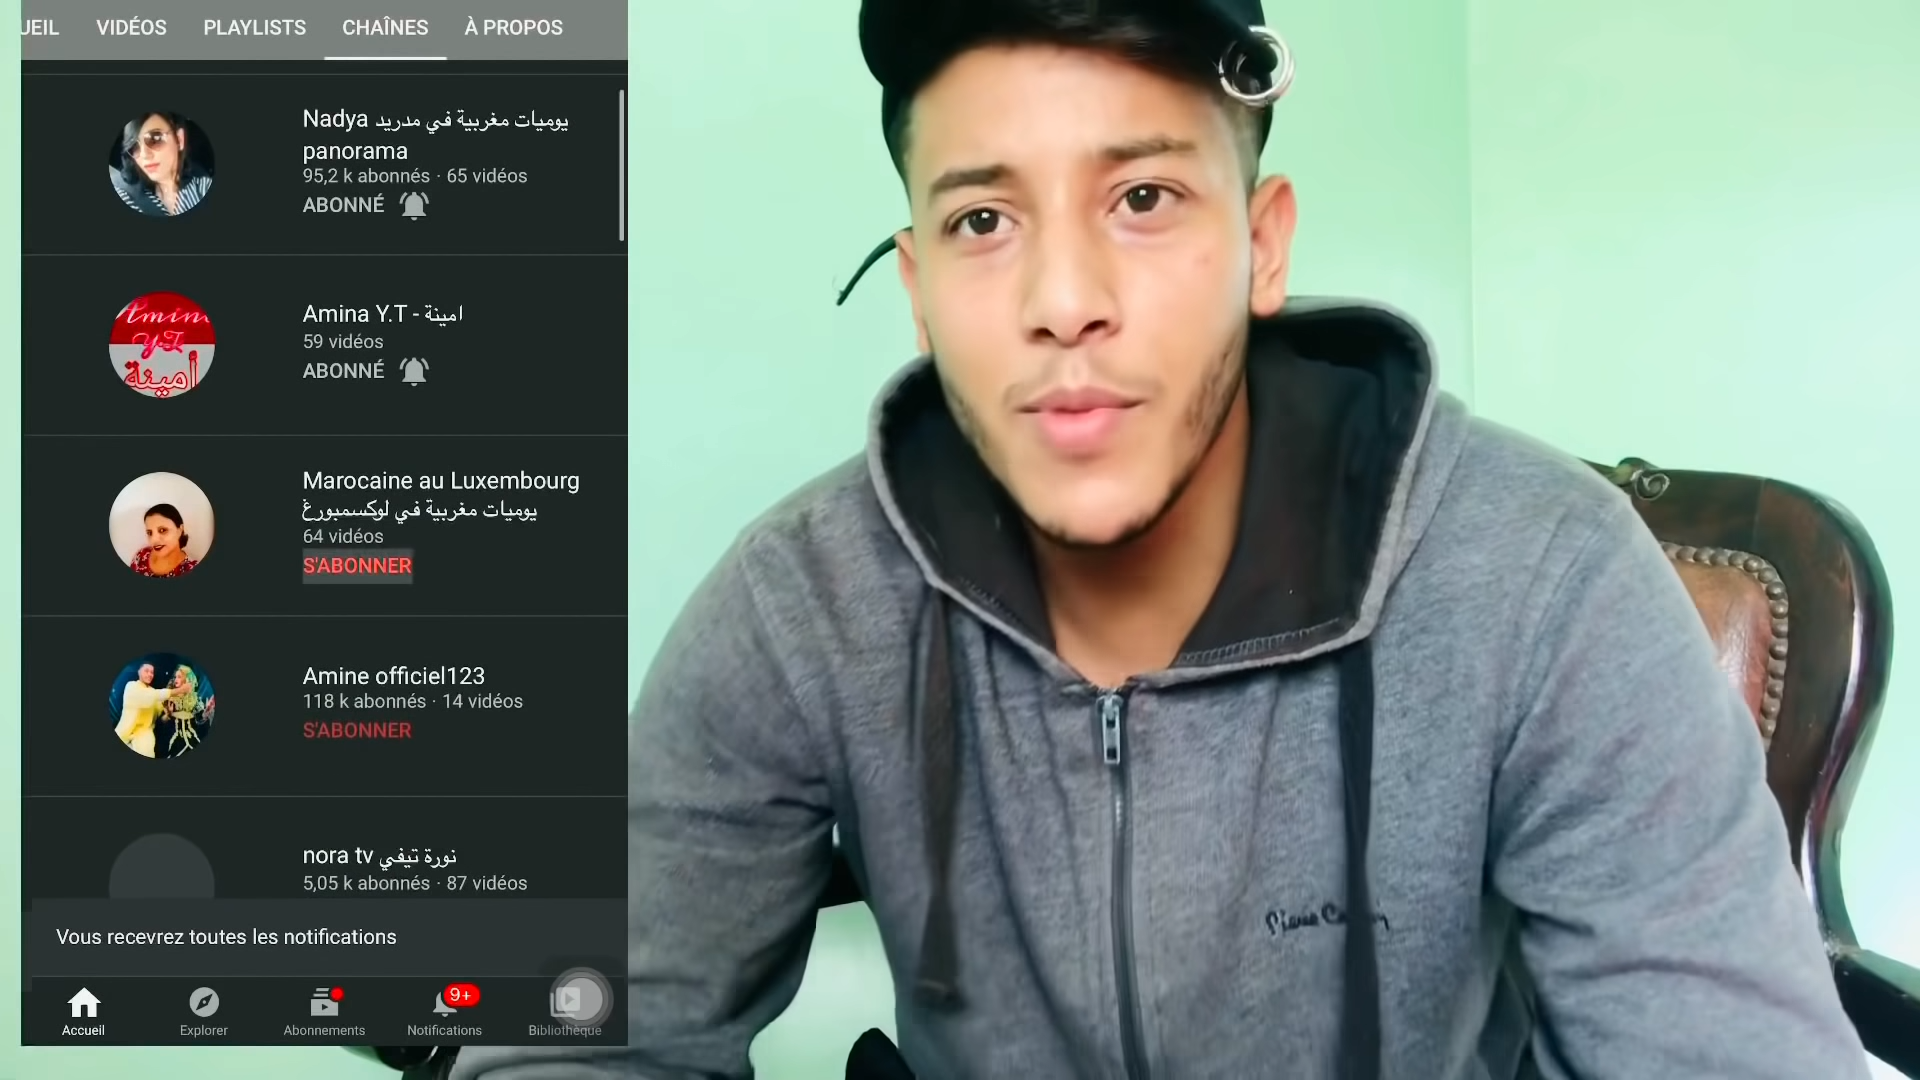 UEIL VIDÉOS PLAYLISTS CHAÎNES À PROPOS
Nadya يوميات مغربية في مدريد
panorama
95,2 k abonnés · 65 vidéos
ABONNÉ
Amina Y.T - امينة
59 vidéos
ABONNÉ
Amin
Y.T
أمينة
Marocaine au Luxembourg
يوميات مغربية في لوكسمبورغ
64 vidéos
S'ABONNER
Amine officiel123
118 k abonnés · 14 vidéos
S'ABONNER
nora tv نورة تيفي
5,05 k abonnés · 87 vidéos
Vous recevrez toutes les notifications
9+
Accueil Explorer Abonnements Notifications Bibliothèque